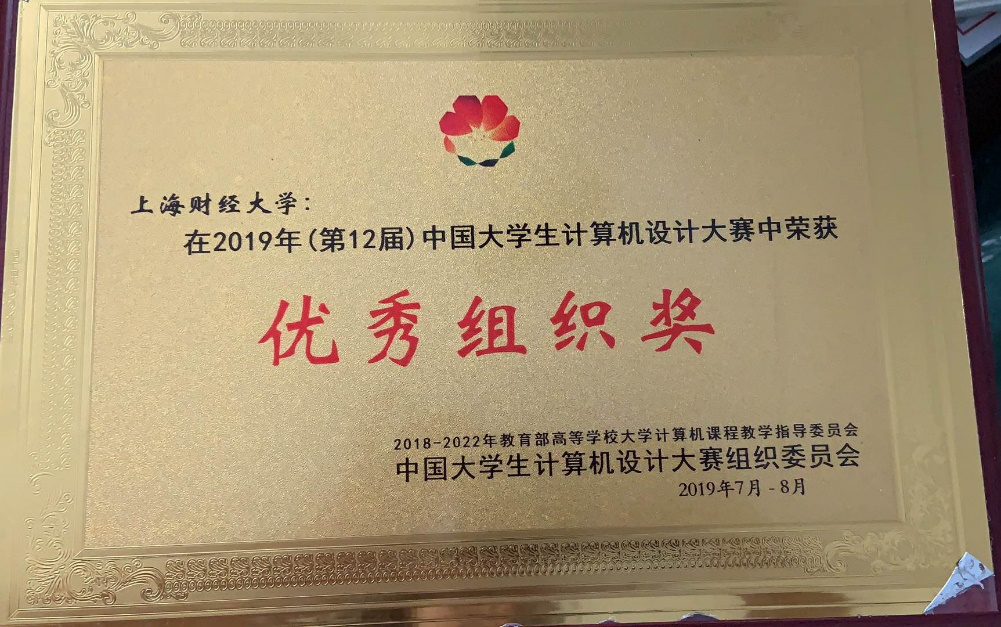 上海财经大学：
在2019年(第12届)中国大学生计算机设计大赛中荣获
优秀组织奖
2018-2022年教育部高等学校大学计算机课程教学指导委员会
中国大学生计算机设计大赛组织委员会
2019年7月-8月